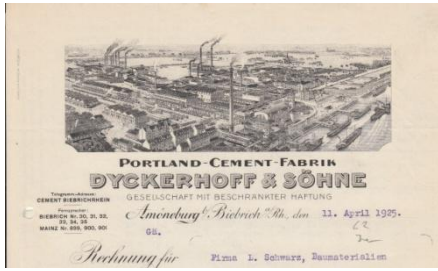 PORTLAND-CEMENT-FABRIK
DYCKERHOFF & SÖHNE
GESELLSCHAFT MIT BESCHRÄNKTER HAFTUNG
Telegramm-Adresse:
CEMENT BIEBRICHRHEIN
Fernsprecher:
BIEBRICH Nr. 30, 31, 32,
33, 34, 35
MAINZ Nr. 899, 900, 901
Amöneburg b/Biebrich a/Rh., den 11. April 1925.
GH.
62
Rechnung für Firma L. Schwarz, Baumaterialien